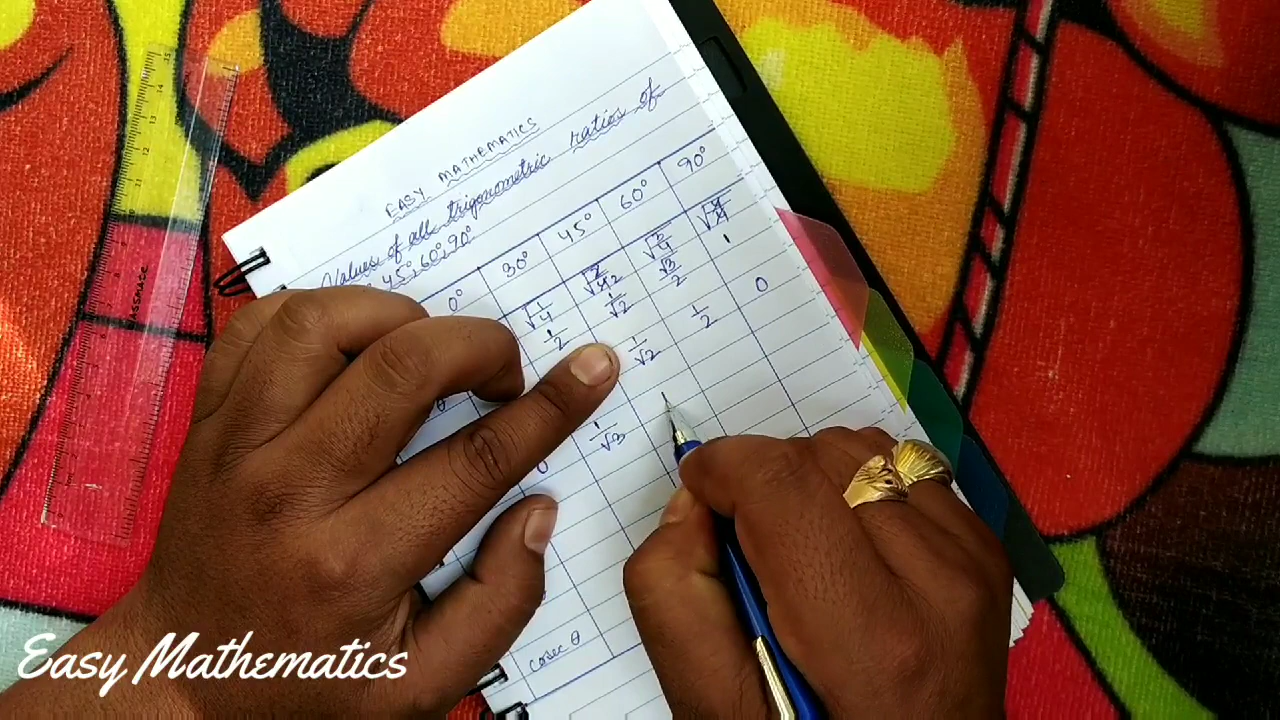 EASY MATHEMATICS
Values of all trigonometric ratios of
45°, 60°, 90°
0° 30° 45° 60° 90°
√1/4 √2/4 2 √3/4 √4/4
1/2 1/√2 √3/2 1
1/√2 1/2 0
θ
0 1/√3
cosec θ
Easy Mathematics